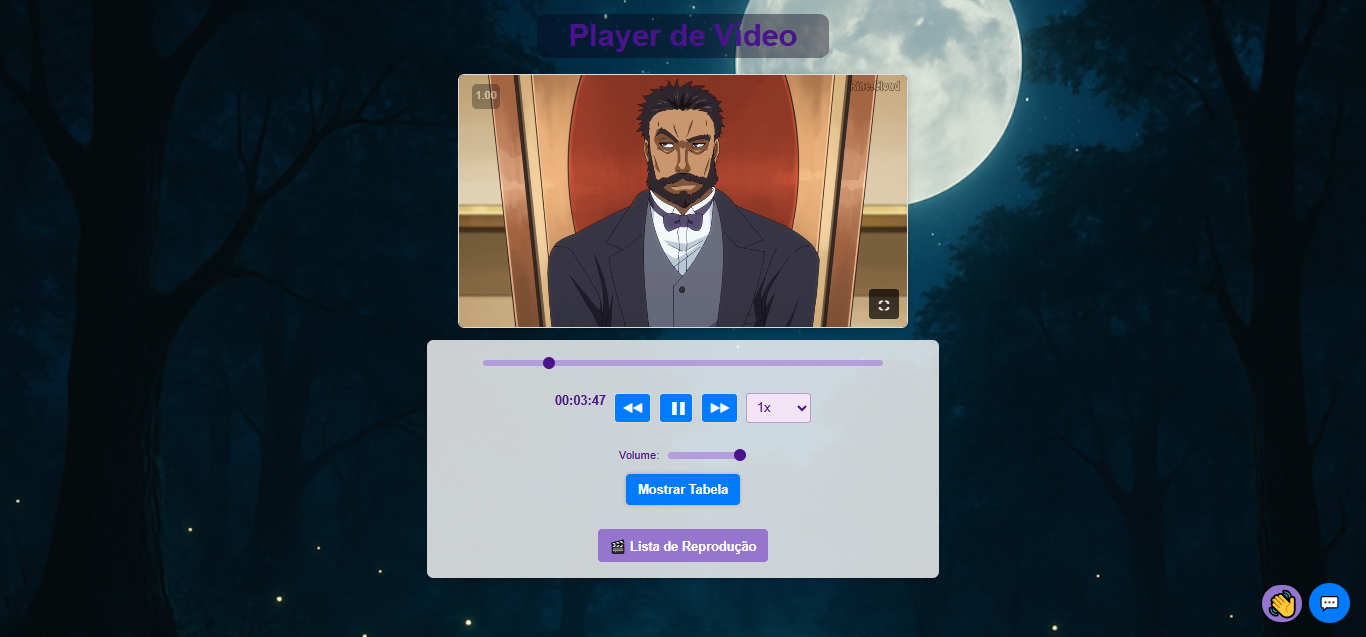 Player de Vídeo
1.00
00:03:47
1x
Volume:
Mostrar Tabela
Lista de Reprodução